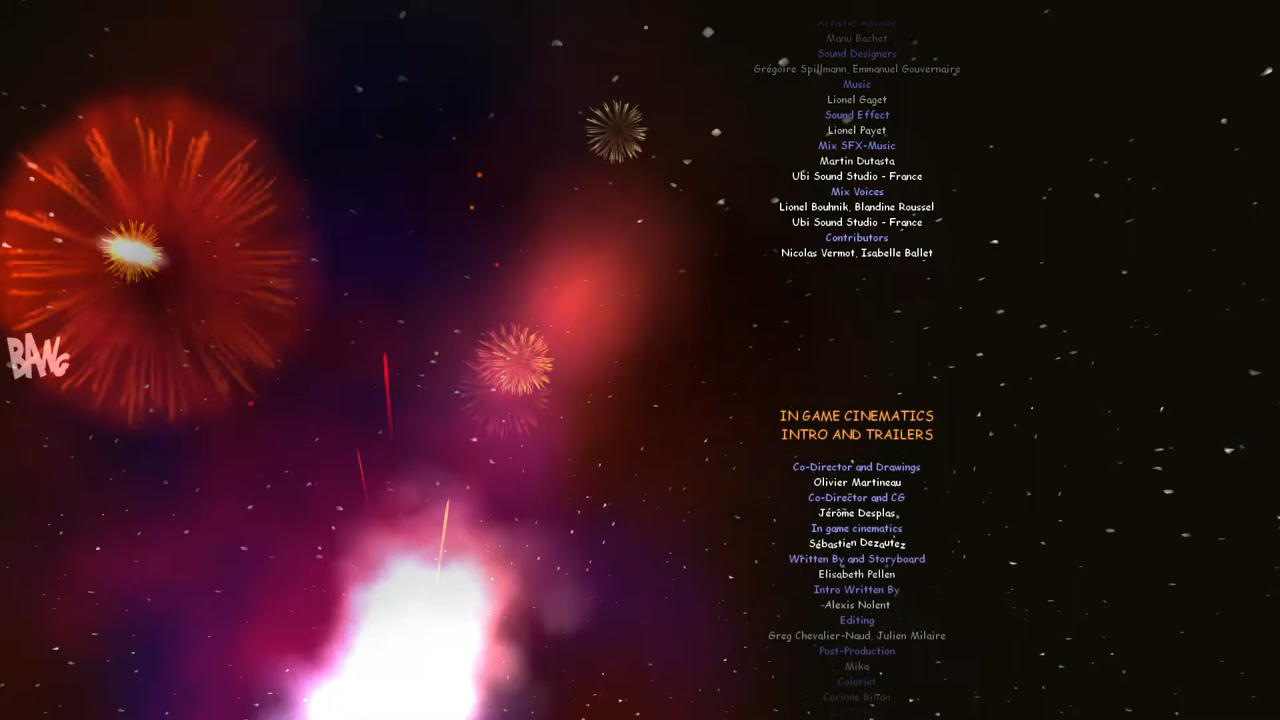 Artistic Advisor
Manu Bachet
Sound Designers
Grégoire Spillmann, Emmanuel Gouvernaire
Music
Lionel Gaget
Sound Effect
Lionel Payet
Mix SFX-Music
Martin Dutasta
Ubi Sound Studio - France
Mix Voices
Lionel Bouhnik, Blandine Roussel
Ubi Sound Studio - France
Contributors
Nicolas Vermot, Isabelle Ballet
BANG
IN GAME CINEMATICS
INTRO AND TRAILERS
Co-Director and Drawings
Olivier Martineau
Co-Director and CG
Jérôme Desplas
In game cinematics
Sébastien Dezautez
Written By and Storyboard
Elisabeth Pellen
Intro Written By
Alexis Nolent
Editing
Greg Chevalier-Naud, Julien Milaire
Post-Production
Mika
Colorist
Corinne